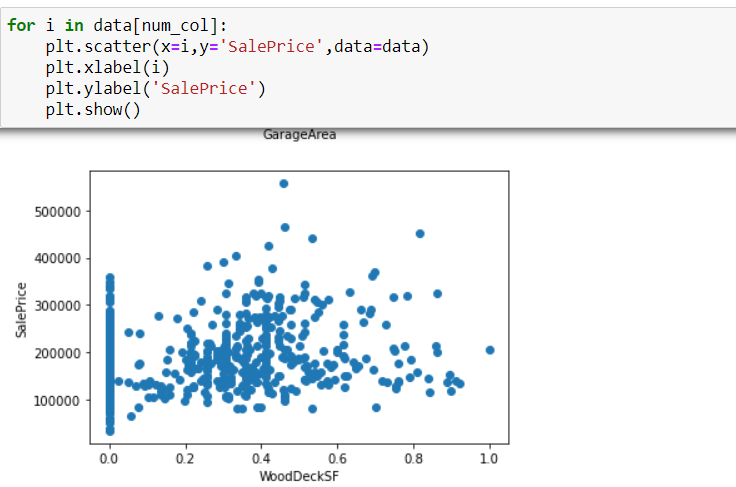 for i in data[num_col]:
    plt.scatter(x=i,y='SalePrice',data=data)
    plt.xlabel(i)
    plt.ylabel('SalePrice')
    plt.show()
GarageArea
500000
400000
300000
200000
100000
SalePrice
0.0 0.2 0.4 0.6 0.8 1.0
WoodDeckSF